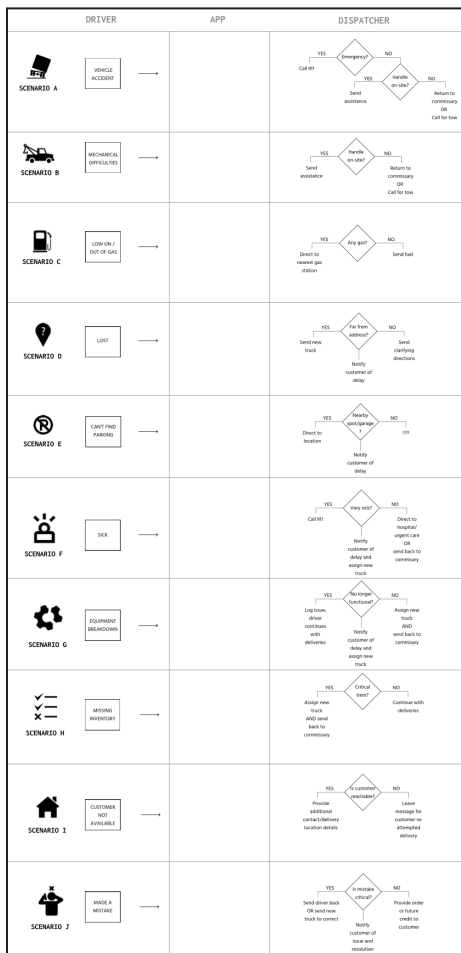 DRIVER
APP
DISPATCHER
SCENARIO A
VEHICLE
ACCIDENT
Emergency?
YES
NO
Call 911
Handle
on-site?
YES
NO
Send
assistance
Return to
commissary
OR
Call for tow
SCENARIO B
MECHANICAL
DIFFICULTIES
Handle
on-site?
YES
NO
Send
assistance
Return to
commissary
OR
Call for tow
SCENARIO C
LOW ON /
OUT OF GAS
Any gas?
YES
NO
Direct to
nearest gas
station
Send fuel
?
SCENARIO D
LOST
Far from
address?
YES
NO
Send new
truck
Send
clarifying
directions
Notify
customer of
delay
SCENARIO E
CAN'T FIND
PARKING
Nearby
spot/garage
?
YES
NO
Direct to
location
???
Notify
customer of
delay
SCENARIO F
SICK
Very sick?
YES
NO
Call 911
Direct to
hospital/
urgent care
OR
send back to
commisary
Notify
customer of
delay and
assign new
truck
SCENARIO G
EQUIPMENT
BREAKDOWN
No longer
functional?
YES
NO
Log issue;
driver
continues
with
deliveries
Assign new
truck
AND
send back to
commisary
Notify
customer of
delay and
assign new
truck
SCENARIO H
MISSING
INVENTORY
Critical
item?
YES
NO
Assign new
truck
AND send
back to
commissary
Continue with
deliveries
SCENARIO I
CUSTOMER
NOT
AVAILABLE
Is customer
reachable?
YES
NO
Provide
additional
contact/delivery
location details
Leave
message for
customer re:
attempted
delivery
SCENARIO J
MADE A
MISTAKE
Is mistake
critical?
YES
NO
Send driver back
OR send new
truck to correct
Provide order
or future
credit to
customer
Notify
customer of
issue and
resolution